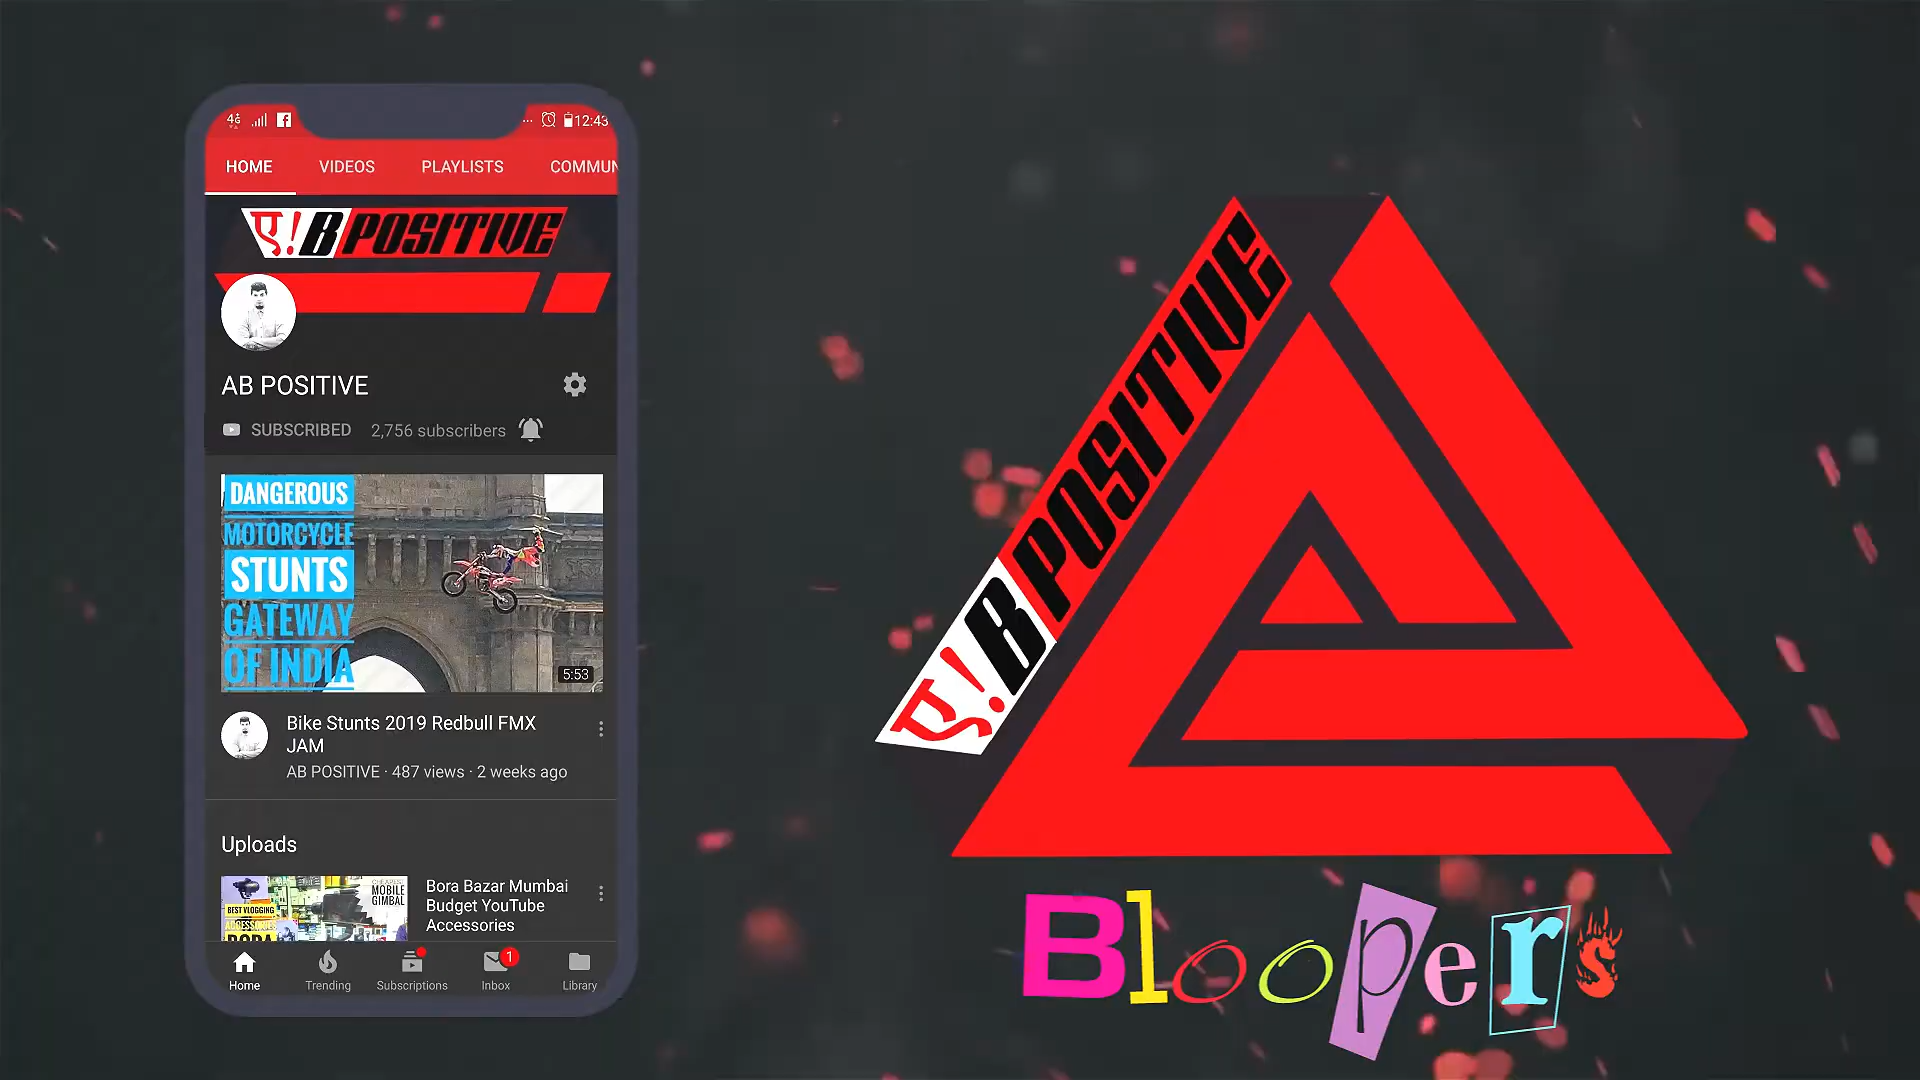 4G
... 12:43
HOME VIDEOS PLAYLISTS COMMUN
ए!B POSITIVE
AB POSITIVE
SUBSCRIBED 2,756 subscribers
DANGEROUS
MOTORCYCLE
STUNTS
GATEWAY
OF INDIA
5:53
Bike Stunts 2019 Redbull FMX
JAM
AB POSITIVE · 487 views · 2 weeks ago
Uploads
BEST VLOGGING
CHEAPEST
MOBILE
GIMBAL
Bora Bazar Mumbai
Budget YouTube
Accessories
1
Home Trending Subscriptions Inbox Library
ए!B POSITIVE
Bloopers